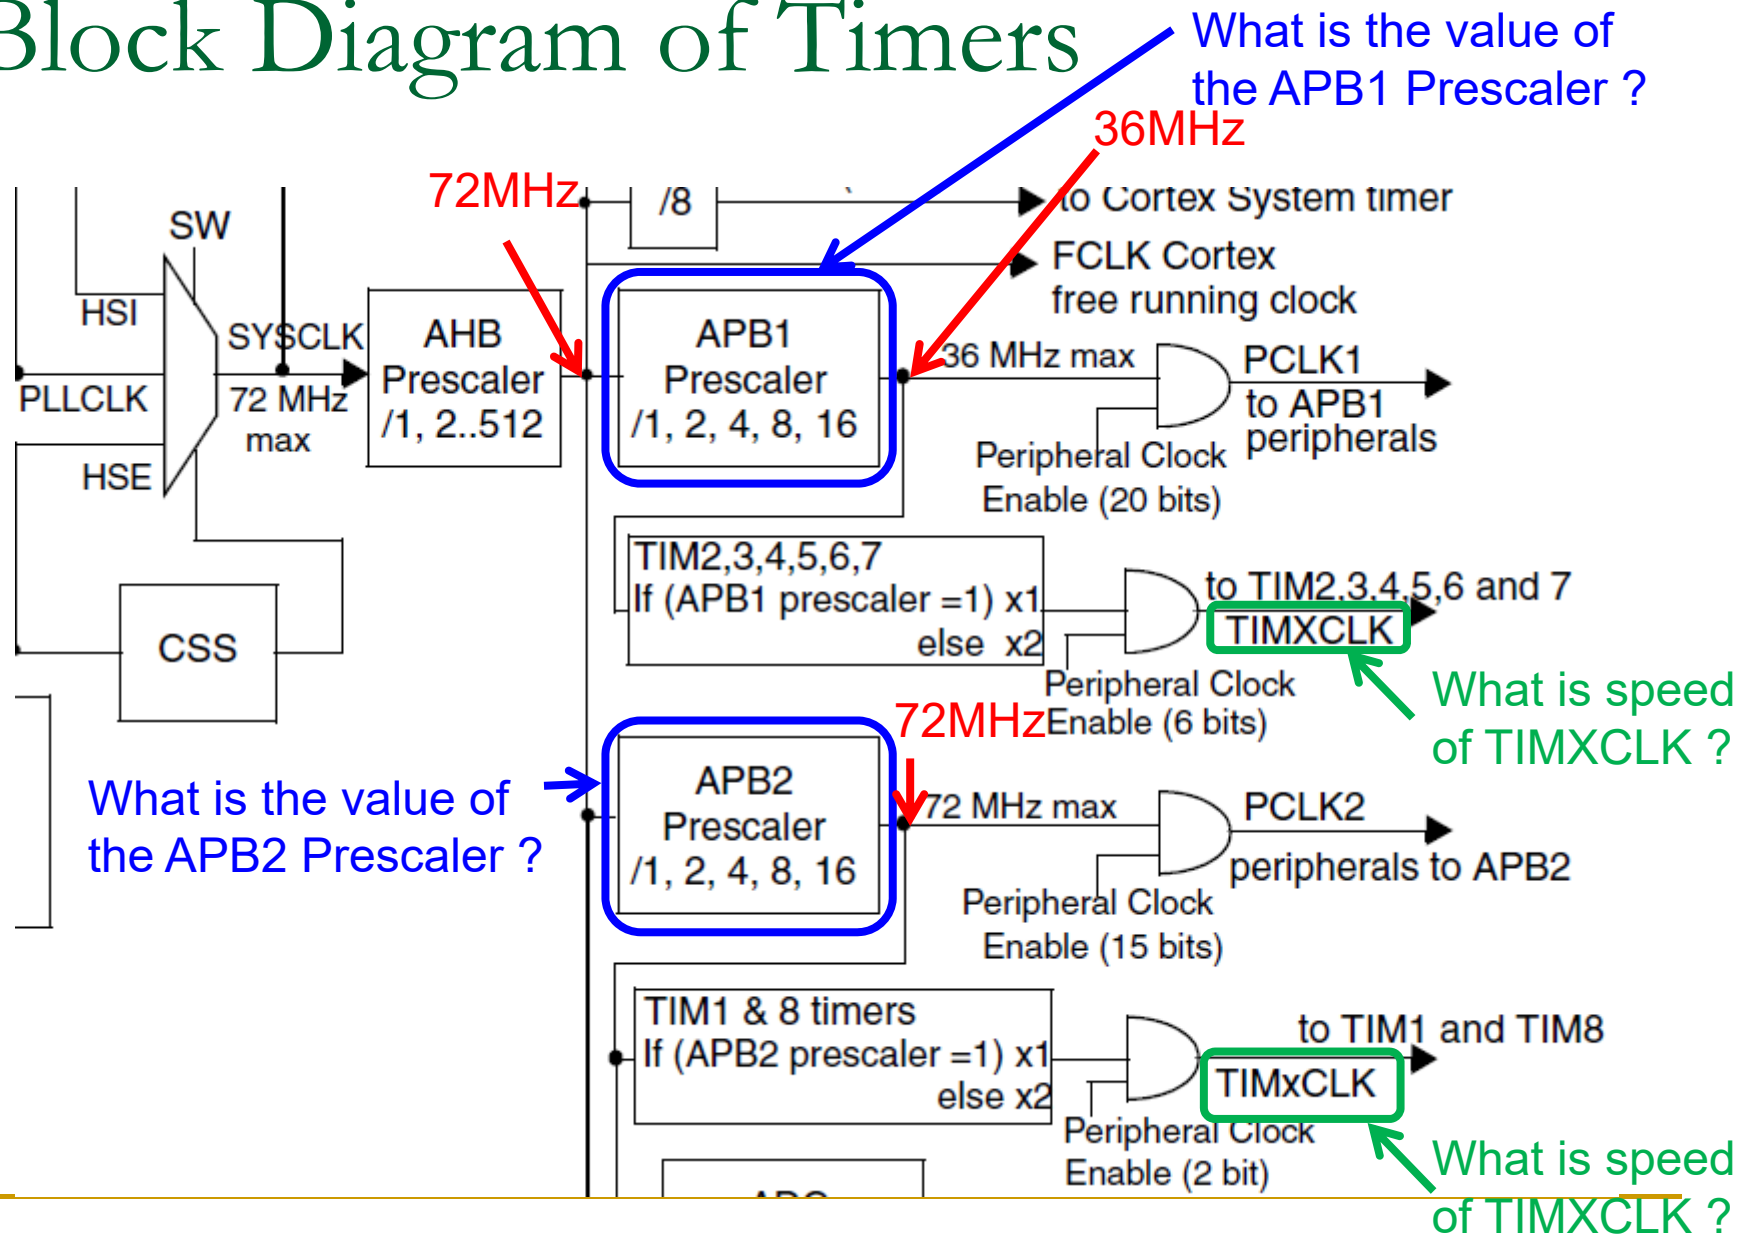 Block Diagram of Timers
What is the value of
the APB1 Prescaler ?
36MHz
72MHz
/8
to Cortex System timer
SW
FCLK Cortex
free running clock
HSI
SYSCLK
72 MHz
max
PLLCLK
HSE
AHB
Prescaler
/1, 2..512
APB1
Prescaler
/1, 2, 4, 8, 16
36 MHz max
PCLK1
to APB1
peripherals
Peripheral Clock
Enable (20 bits)
TIM2,3,4,5,6,7
If (APB1 prescaler =1) x1
else x2
to TIM2,3,4,5,6 and 7
TIMXCLK
CSS
Peripheral Clock
Enable (6 bits)
What is speed
of TIMXCLK ?
72MHz
What is the value of
the APB2 Prescaler ?
APB2
Prescaler
/1, 2, 4, 8, 16
72 MHz max
PCLK2
peripherals to APB2
Peripheral Clock
Enable (15 bits)
TIM1 & 8 timers
If (APB2 prescaler =1) x1
else x2
to TIM1 and TIM8
TIMxCLK
Peripheral Clock
Enable (2 bit)
What is speed
of TIMXCLK ?